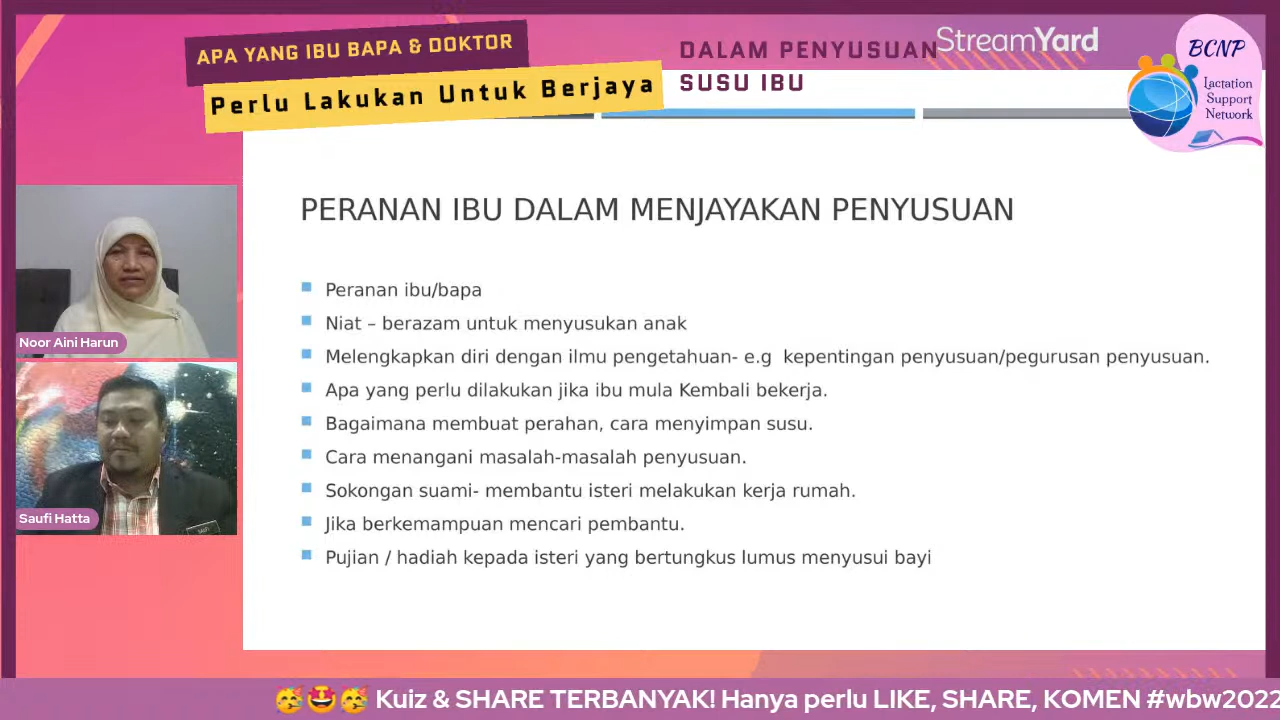 APA YANG IBU BAPA & DOKTOR
Perlu Lakukan Untuk Berjaya
DALAM PENYUSUAN
SUSU IBU
StreamYard
BCNP
Lactation
Support
Network
PERANAN IBU DALAM MENJAYAKAN PENYUSUAN
Peranan ibu/bapa
Niat – berazam untuk menyusukan anak
Melengkapkan diri dengan ilmu pengetahuan- e.g kepentingan penyusuan/pegurusan penyusuan.
Apa yang perlu dilakukan jika ibu mula Kembali bekerja.
Bagaimana membuat perahan, cara menyimpan susu.
Cara menangani masalah-masalah penyusuan.
Sokongan suami- membantu isteri melakukan kerja rumah.
Jika berkemampuan mencari pembantu.
Pujian / hadiah kepada isteri yang bertungkus lumus menyusui bayi
Noor Aini Harun
Saufi Hatta
🥳🤩🥳 Kuiz & SHARE TERBANYAK! Hanya perlu LIKE, SHARE, KOMEN #wbw2022